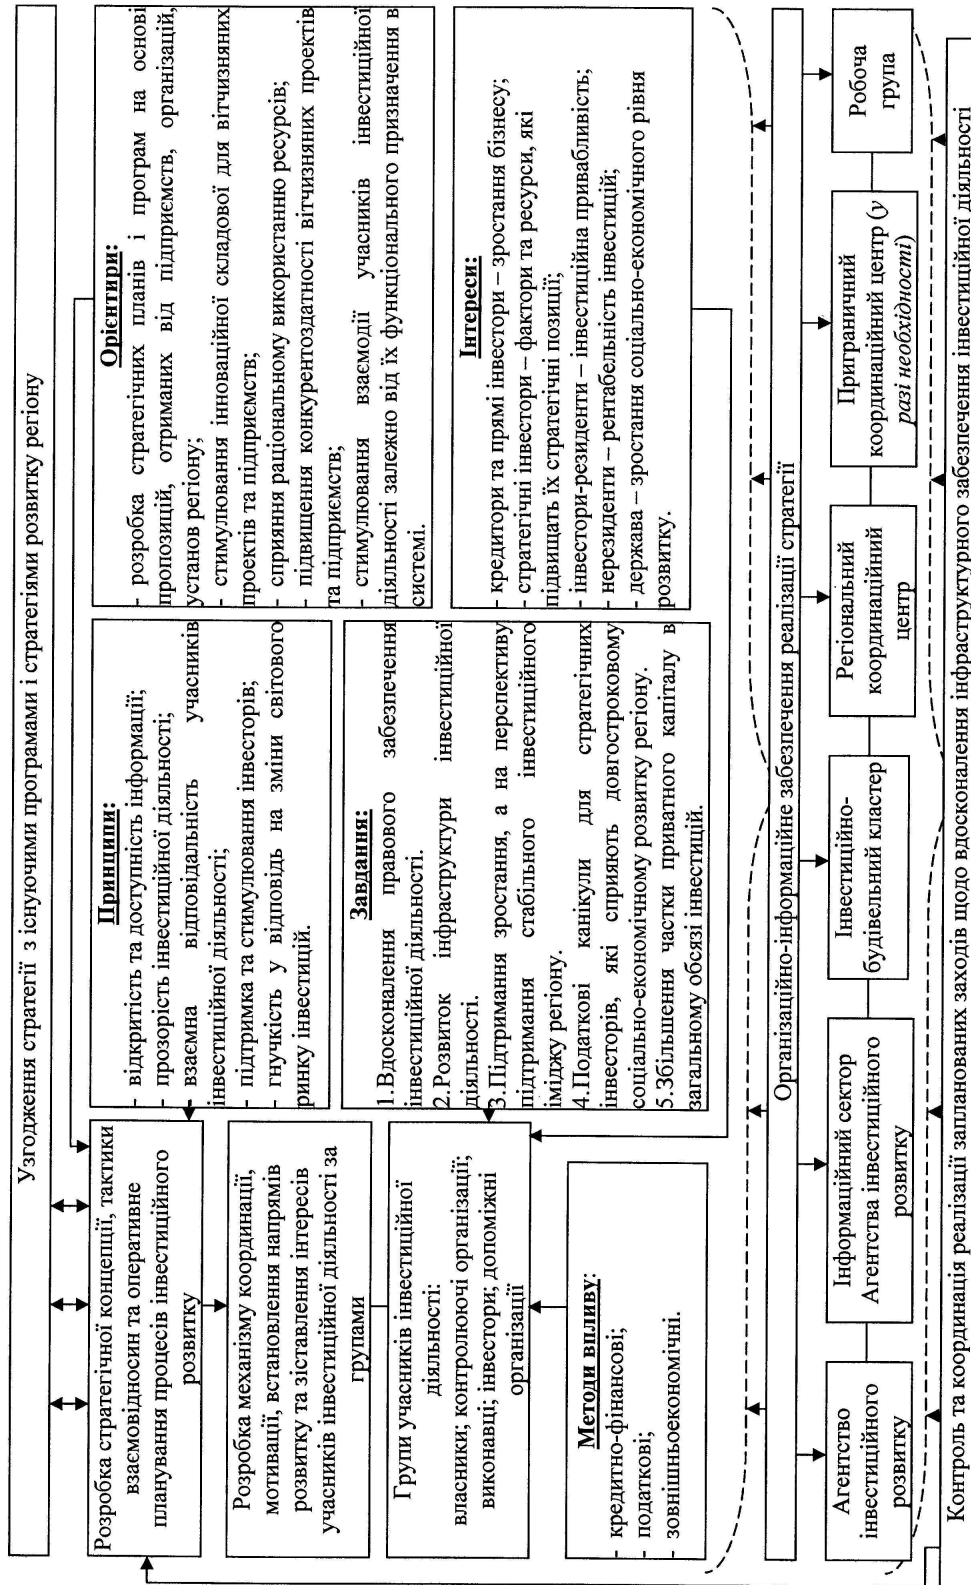 Узгодження стратегії з існуючими програмами і стратегіями розвитку регіону
Розробка стратегічної концепції, тактики
взаємовідносин та оперативне
планування процесів інвестиційного
розвитку
Розробка механізму координації,
мотивації, встановлення напрямів
розвитку та зіставлення інтересів
учасників інвестиційної діяльності за
групами
Групи учасників інвестиційної
діяльності:
власники; контролюючі організації;
виконавці; інвестори; допоміжні
організації
Методи впливу:
- кредитно-фінансові;
- податкові;
- зовнішньоекономічні.
Принципи:
- відкритість та доступність інформації;
- прозорість інвестиційної діяльності;
- взаємна відповідальність учасників
інвестиційної діяльності;
- підтримка та стимулювання інвесторів;
- гнучкість у відповідь на зміни світового
ринку інвестицій.
Завдання:
1.Вдосконалення правового забезпечення
інвестиційної діяльності.
2.Розвиток інфраструктури інвестиційної
діяльності.
3.Підтримання зростання, а на перспективу
підтримання стабільного інвестиційного
іміджу регіону.
4.Податкові канікули для стратегічних
інвесторів, які сприяють довгостроковому
соціально-економічному розвитку регіону.
5.Збільшення частки приватного капіталу в
загальному обсязі інвестицій.
Орієнтири:
- розробка стратегічних планів і програм на основі
пропозицій, отриманих від підприємств, організацій,
установ регіону;
- стимулювання інноваційної складової для вітчизняних
проектів та підприємств;
- сприяння раціональному використанню ресурсів;
- підвищення конкурентоздатності вітчизняних проектів
та підприємств;
- стимулювання взаємодії учасників інвестиційної
діяльності залежно від їх функціонального призначення в
системі.
Інтереси:
- кредитори та прямі інвестори – зростання бізнесу;
- стратегічні інвестори – фактори та ресурси, які
підвищать їх стратегічні позиції;
- інвестори-резиденти – інвестиційна привабливість;
- нерезиденти – рентабельність інвестицій;
- держава – зростання соціально-економічного рівня
розвитку.
Організаційно-інформаційне забезпечення реалізації стратегії
Агентство
інвестиційного
розвитку
Інформаційний сектор
Агентства інвестиційного
розвитку
Інвестиційно-
будівельний кластер
Регіональний
координаційний
центр
Приграничний
координаційний центр (у
разі необхідності)
Робоча
група
Контроль та координація реалізації запланованих заходів щодо вдосконалення інфраструктурного забезпечення інвестиційної діяльності